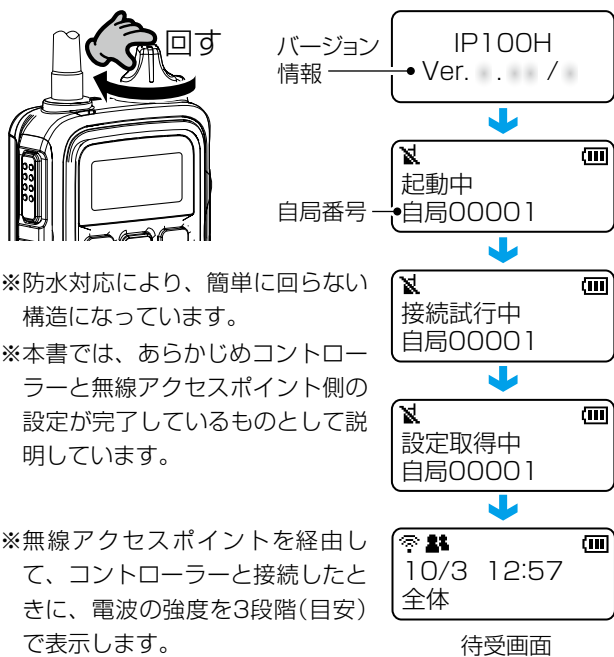 回す
バージョン
情報
IP100H
Ver. . /
起動中
自局番号
自局00001
接続試行中
自局00001
設定取得中
自局00001
10/3 12:57
全体
待受画面
※防水対応により、簡単に回らない
構造になっています。
※本書では、あらかじめコントロー
ラーと無線アクセスポイント側の
設定が完了しているものとして説
明しています。
※無線アクセスポイントを経由し
て、コントローラーと接続したと
きに、電波の強度を3段階(目安)
で表示します。